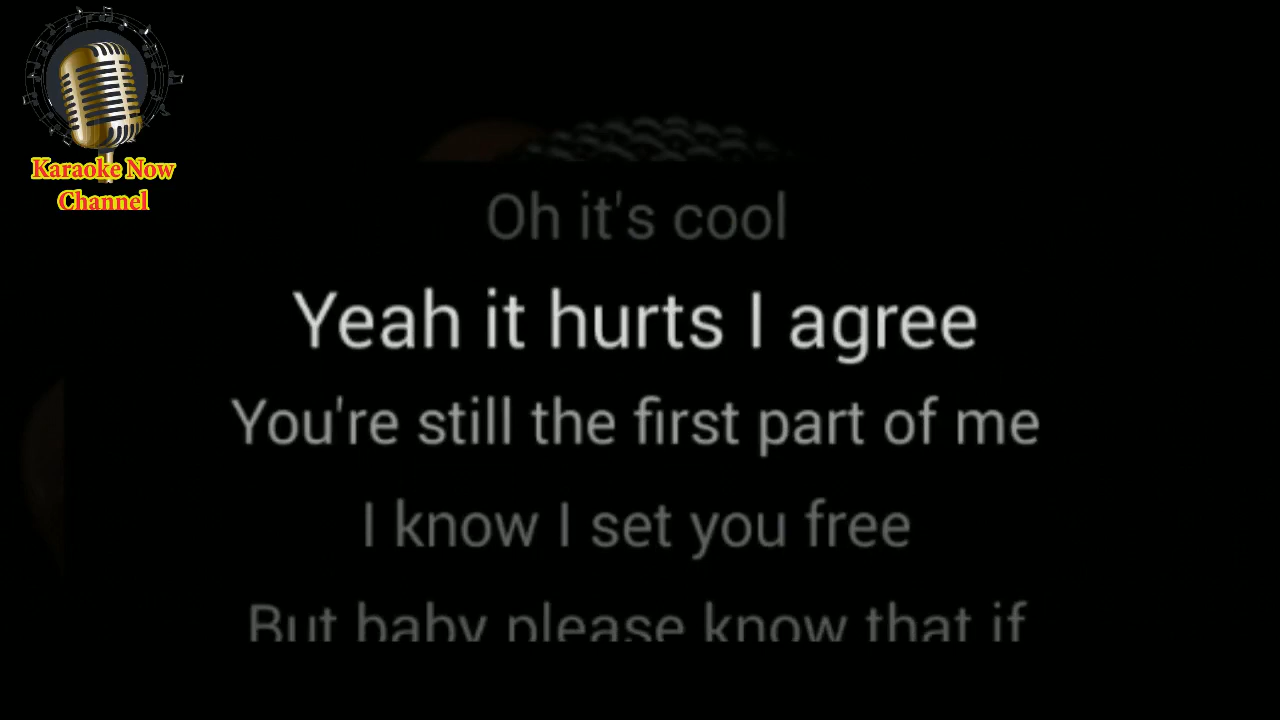 Karaoke Now
Channel
Oh it's cool
Yeah it hurts I agree
You're still the first part of me
I know I set you free
But baby please know that if